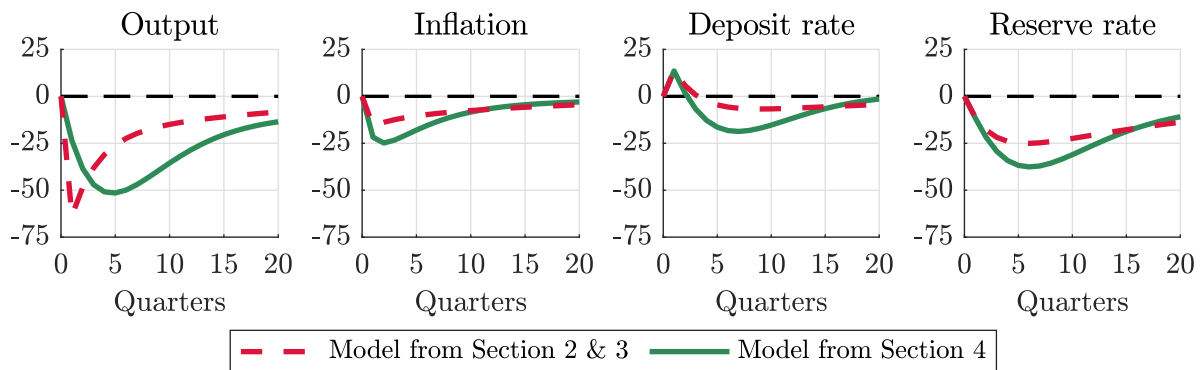 Output Inflation Deposit rate Reserve rate
25 25 25 25
0 0 0 0
-25 -25 -25 -25
-50 -50 -50 -50
-75 -75 -75 -75
0 5 10 15 20 0 5 10 15 20 0 5 10 15 20 0 5 10 15 20
Quarters Quarters Quarters Quarters
Model from Section 2 & 3 Model from Section 4